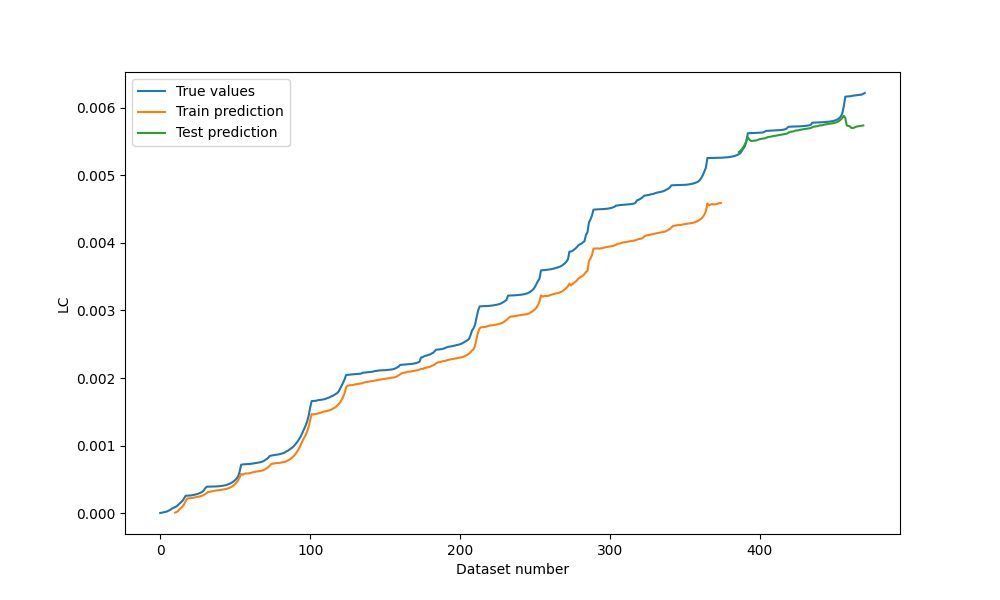 True values
Train prediction
Test prediction
0.006
0.005
0.004
0.003
0.002
0.001
0.000
LC
0
100
200
300
400
Dataset number